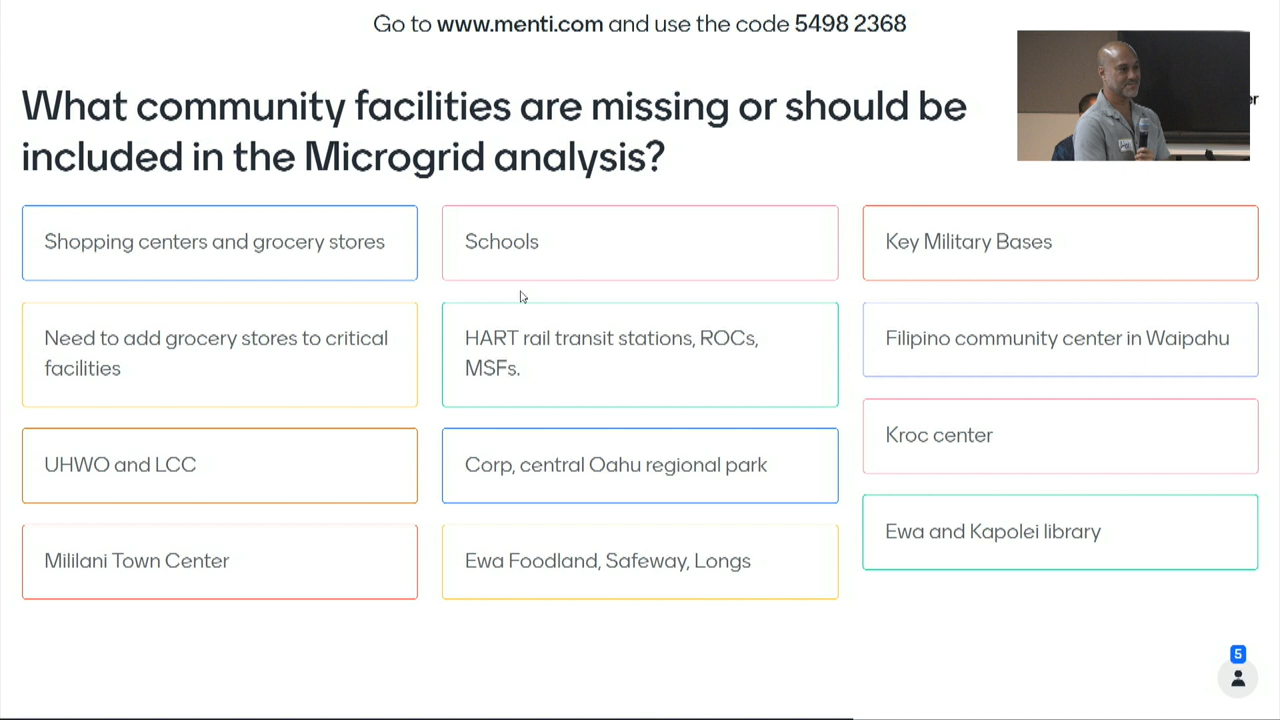 Go to www.menti.com and use the code 5498 2368
What community facilities are missing or should be
included in the Microgrid analysis?
Shopping centers and grocery stores
Schools
Key Military Bases
Need to add grocery stores to critical
facilities
HART rail transit stations, ROCs,
MSFs.
Filipino community center in Waipahu
Kroc center
UHWO and LCC
Corp, central Oahu regional park
Ewa and Kapolei library
Mililani Town Center
Ewa Foodland, Safeway, Longs
5